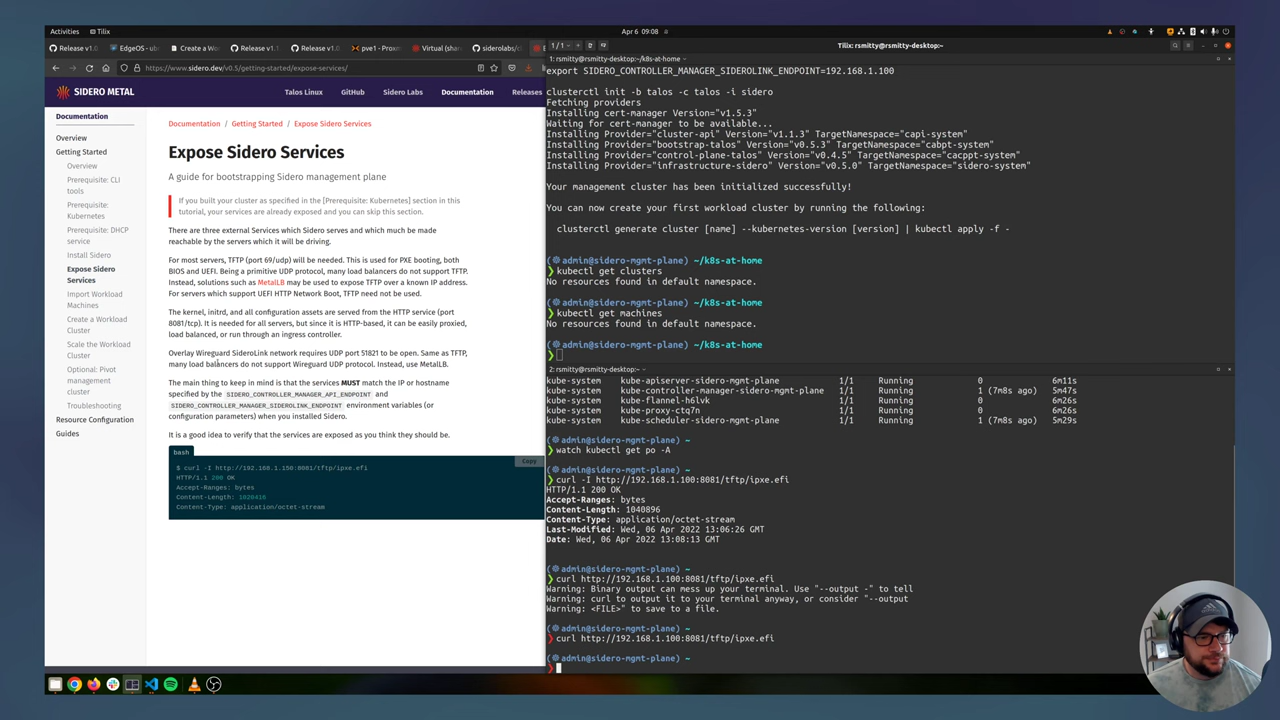 Activities
Tilix
Apr 6 09:08
Release v1.0
EdgeOS - ub
Create a Wor
Release v1.1
Release v1.0
pve1 - Proxm
Virtual (shar
siderolabs/cl
https://www.sidero.dev/v0.5/getting-started/expose-services/
SIDERO METAL
Talos Linux
GitHub
Sidero Labs
Documentation
Releases
Documentation
Overview
Getting Started
Overview
Prerequisite: CLI
tools
Prerequisite:
Kubernetes
Prerequisite: DHCP
service
Install Sidero
Expose Sidero
Services
Import Workload
Machines
Create a Workload
Cluster
Scale the Workload
Cluster
Optional: Pivot
management
cluster
Troubleshooting
Resource Configuration
Guides
Documentation / Getting Started / Expose Sidero Services
Expose Sidero Services
A guide for bootstrapping Sidero management plane
If you built your cluster as specified in the [Prerequisite: Kubernetes] section in this
tutorial, your services are already exposed and you can skip this section.
There are three external Services which Sidero serves and which much be made
reachable by the servers which it will be driving.
For most servers, TFTP (port 69/udp) will be needed. This is used for PXE booting, both
BIOS and UEFI. Being a primitive UDP protocol, many load balancers do not support TFTP.
Instead, solutions such as MetalLB may be used to expose TFTP over a known IP address.
For servers which support UEFI HTTP Network Boot, TFTP need not be used.
The kernel, initrd, and all configuration assets are served from the HTTP service (port
8081/tcp). It is needed for all servers, but since it is HTTP-based, it can be easily proxied,
load balanced, or run through an ingress controller.
Overlay Wireguard SideroLink network requires UDP port 51821 to be open. Same as TFTP,
many load balancers do not support Wireguard UDP protocol. Instead, use MetalLB.
The main thing to keep in mind is that the services MUST match the IP or hostname
specified by the SIDERO_CONTROLLER_MANAGER_API_ENDPOINT and
SIDERO_CONTROLLER_MANAGER_SIDEROLINK_ENDPOINT environment variables (or
configuration parameters) when you installed Sidero.
It is a good idea to verify that the services are exposed as you think they should be.
bash
Copy
$ curl -I http://192.168.1.150:8081/tftp/ipxe.efi
HTTP/1.1 200 OK
Accept-Ranges: bytes
Content-Length: 1020416
Content-Type: application/octet-stream
1/1
Tilix: rsmitty@rsmitty-desktop:~
1: rsmitty@rsmitty-desktop:~/k8s-at-home
export SIDERO_CONTROLLER_MANAGER_SIDEROLINK_ENDPOINT=192.168.1.100
clusterctl init -b talos -c talos -i sidero
Fetching providers
Installing cert-manager Version="v1.5.3"
Waiting for cert-manager to be available...
Installing Provider="cluster-api" Version="v1.1.3" TargetNamespace="capi-system"
Installing Provider="bootstrap-talos" Version="v0.5.3" TargetNamespace="cabpt-system"
Installing Provider="control-plane-talos" Version="v0.4.5" TargetNamespace="cacppt-system"
Installing Provider="infrastructure-sidero" Version="v0.5.0" TargetNamespace="sidero-system"
Your management cluster has been initialized successfully!
You can now create your first workload cluster by running the following:
clusterctl generate cluster [name] --kubernetes-version [version] | kubectl apply -f -
(admin@sidero-mgmt-plane) ~/k8s-at-home
❯kubectl get clusters
No resources found in default namespace.
(admin@sidero-mgmt-plane) ~/k8s-at-home
❯kubectl get machines
No resources found in default namespace.
(admin@sidero-mgmt-plane) ~/k8s-at-home
❯
2: rsmitty@rsmitty-desktop:~
kube-system kube-apiserver-sidero-mgmt-plane 1/1 Running 0 6m11s
kube-system kube-controller-manager-sidero-mgmt-plane 1/1 Running 1 (7m8s ago) 5m47s
kube-system kube-flannel-h6lvk 1/1 Running 0 6m26s
kube-system kube-proxy-ctq7n 1/1 Running 0 6m26s
kube-system kube-scheduler-sidero-mgmt-plane 1/1 Running 1 (7m8s ago) 5m29s
(admin@sidero-mgmt-plane) ~
❯watch kubectl get po -A
(admin@sidero-mgmt-plane) ~
❯curl -I http://192.168.1.100:8081/tftp/ipxe.efi
HTTP/1.1 200 OK
Accept-Ranges: bytes
Content-Length: 1040896
Content-Type: application/octet-stream
Last-Modified: Wed, 06 Apr 2022 13:06:26 GMT
Date: Wed, 06 Apr 2022 13:08:13 GMT
(admin@sidero-mgmt-plane) ~
❯curl http://192.168.1.100:8081/tftp/ipxe.efi
Warning: Binary output can mess up your terminal. Use "--output -" to tell
Warning: curl to output it to your terminal anyway, or consider "--output
Warning: <FILE>" to save to a file.
(admin@sidero-mgmt-plane) ~
❯curl http://192.168.1.100:8081/tftp/ipxe.efi
(admin@sidero-mgmt-plane) ~
❯